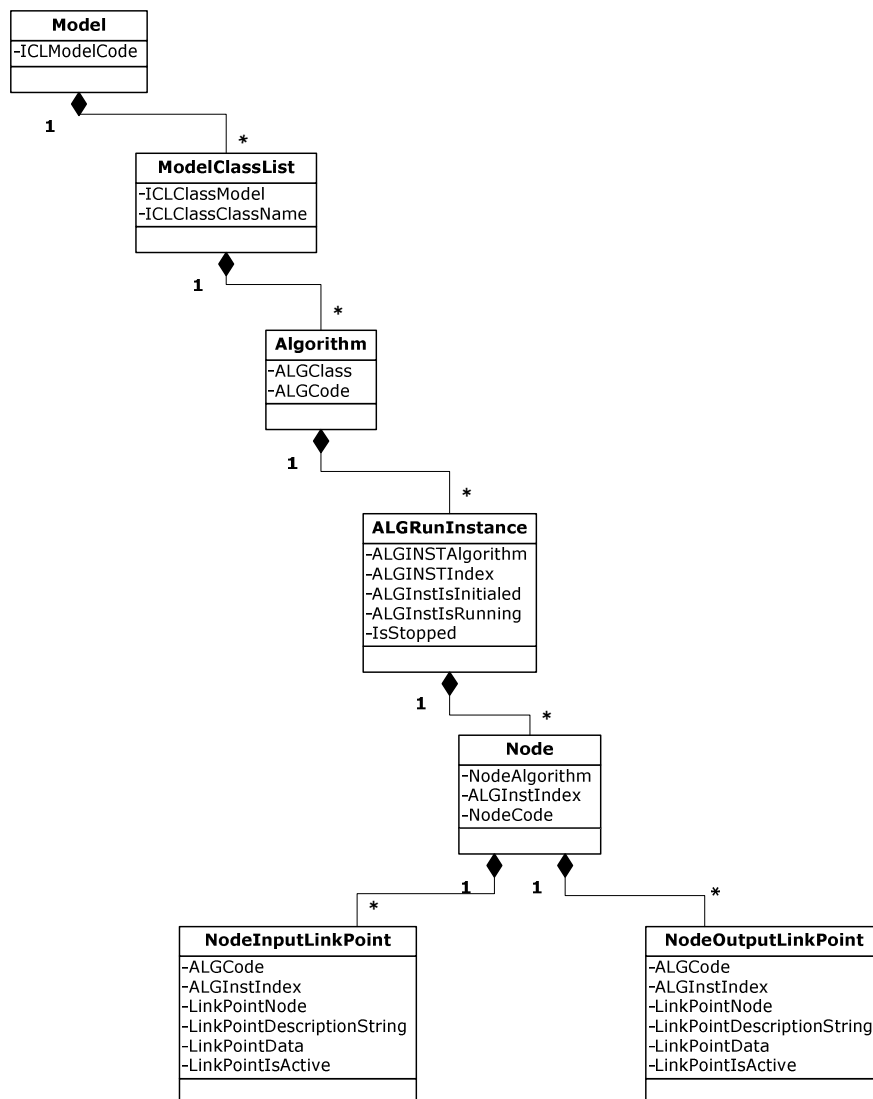 Model
-ICLModelCode
1
*
ModelClassList
-ICLClassModel
-ICLClassClassName
1
*
Algorithm
-ALGClass
-ALGCode
1
*
ALGRunInstance
-ALGINSTAlgorithm
-ALGINSTIndex
-ALGInstIsInitialed
-ALGInstIsRunning
-IsStopped
1
*
Node
-NodeAlgorithm
-ALGInstIndex
-NodeCode
1
*
1
*
NodeInputLinkPoint
-ALGCode
-ALGInstIndex
-LinkPointNode
-LinkPointDescriptionString
-LinkPointData
-LinkPointIsActive
NodeOutputLinkPoint
-ALGCode
-ALGInstIndex
-LinkPointNode
-LinkPointDescriptionString
-LinkPointData
-LinkPointIsActive